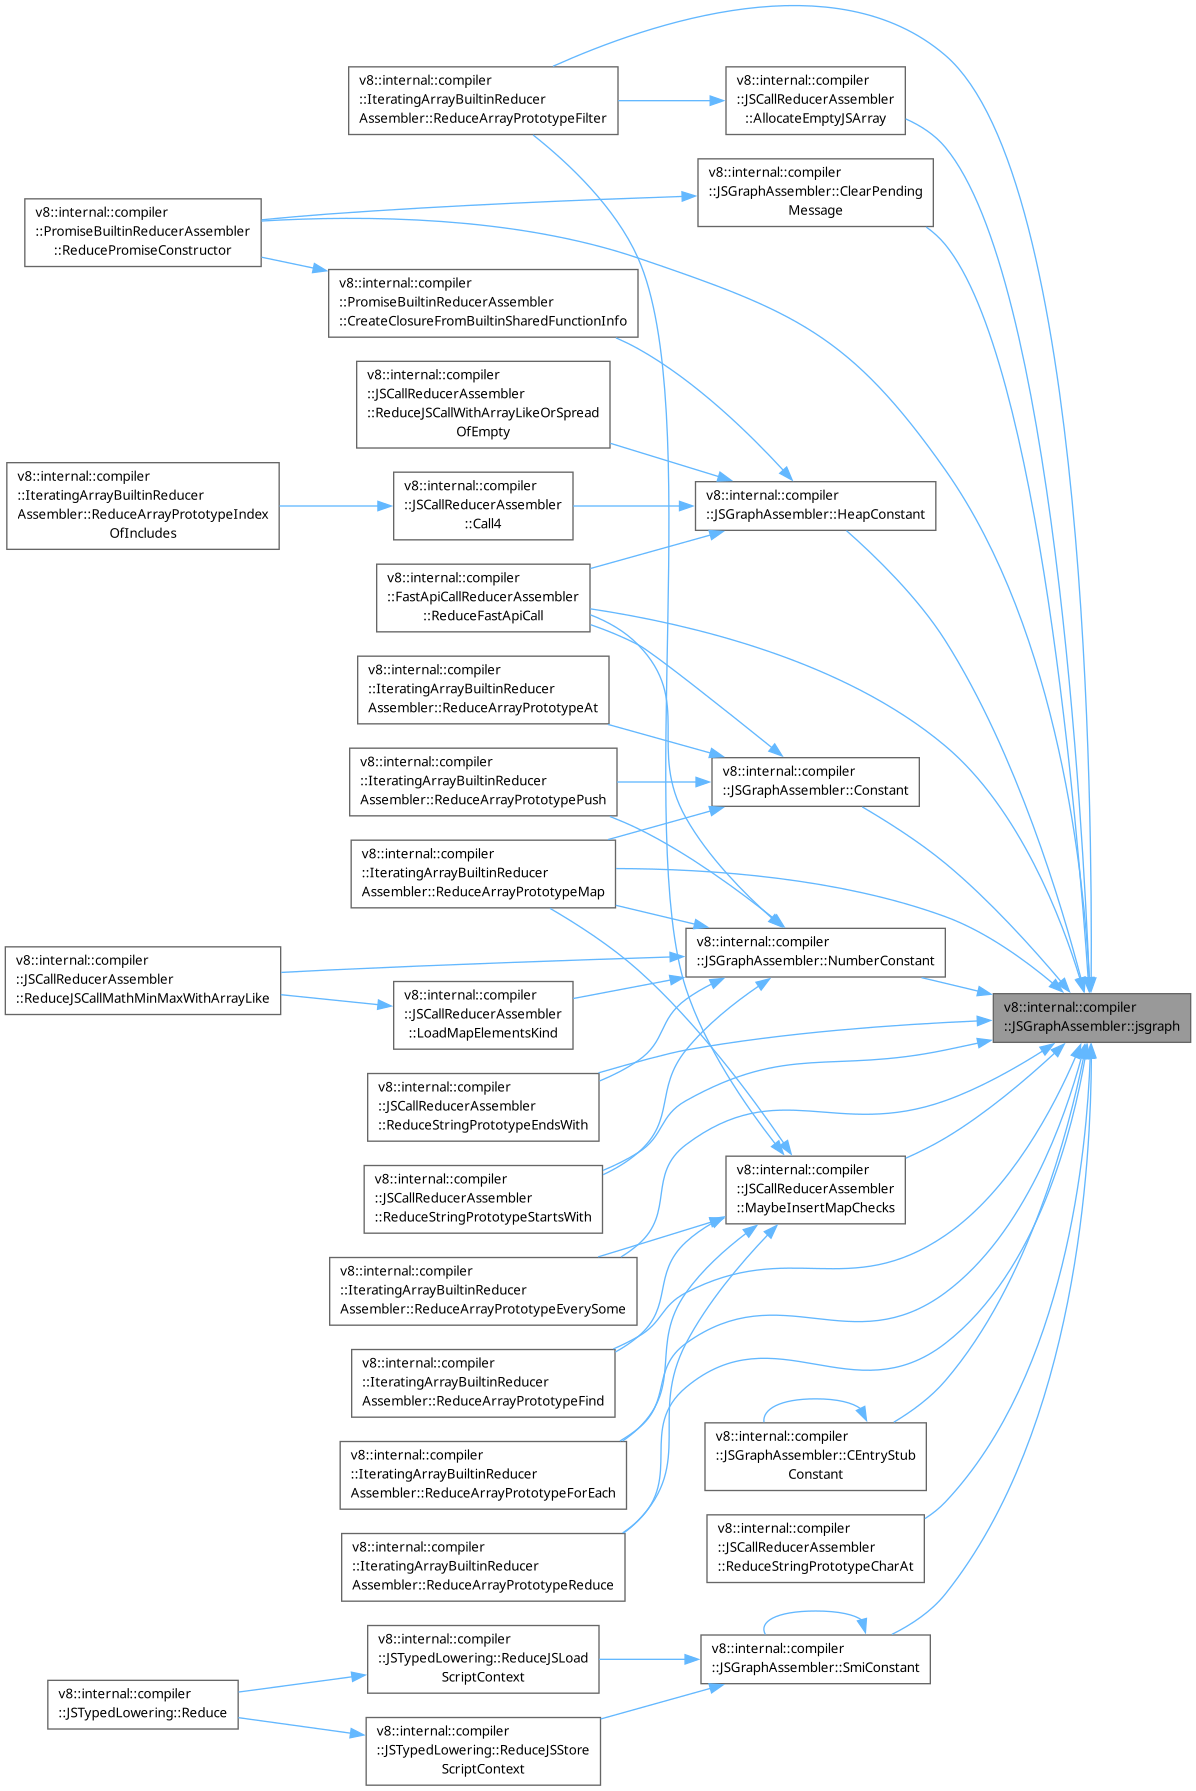 v8::internal::compiler
::IteratingArrayBuiltinReducer
Assembler::ReduceArrayPrototypeFilter
v8::internal::compiler
::JSCallReducerAssembler
::AllocateEmptyJSArray
v8::internal::compiler
::JSGraphAssembler::ClearPending
Message
v8::internal::compiler
::PromiseBuiltinReducerAssembler
::ReducePromiseConstructor
v8::internal::compiler
::PromiseBuiltinReducerAssembler
::CreateClosureFromBuiltinSharedFunctionInfo
v8::internal::compiler
::JSCallReducerAssembler
::ReduceJSCallWithArrayLikeOrSpread
OfEmpty
v8::internal::compiler
::IteratingArrayBuiltinReducer
Assembler::ReduceArrayPrototypeIndex
OfIncludes
v8::internal::compiler
::JSCallReducerAssembler
::Call4
v8::internal::compiler
::JSGraphAssembler::HeapConstant
v8::internal::compiler
::FastApiCallReducerAssembler
::ReduceFastApiCall
v8::internal::compiler
::IteratingArrayBuiltinReducer
Assembler::ReduceArrayPrototypeAt
v8::internal::compiler
::IteratingArrayBuiltinReducer
Assembler::ReduceArrayPrototypePush
v8::internal::compiler
::JSGraphAssembler::Constant
v8::internal::compiler
::IteratingArrayBuiltinReducer
Assembler::ReduceArrayPrototypeMap
v8::internal::compiler
::JSGraphAssembler::NumberConstant
v8::internal::compiler
::JSCallReducerAssembler
::ReduceJSCallMathMinMaxWithArrayLike
v8::internal::compiler
::JSCallReducerAssembler
::LoadMapElementsKind
v8::internal::compiler
::JSGraphAssembler::jsgraph
v8::internal::compiler
::JSCallReducerAssembler
::ReduceStringPrototypeEndsWith
v8::internal::compiler
::JSCallReducerAssembler
::ReduceStringPrototypeStartsWith
v8::internal::compiler
::JSCallReducerAssembler
::MaybeInsertMapChecks
v8::internal::compiler
::IteratingArrayBuiltinReducer
Assembler::ReduceArrayPrototypeEverySome
v8::internal::compiler
::IteratingArrayBuiltinReducer
Assembler::ReduceArrayPrototypeFind
v8::internal::compiler
::IteratingArrayBuiltinReducer
Assembler::ReduceArrayPrototypeForEach
v8::internal::compiler
::JSGraphAssembler::CEntryStub
Constant
v8::internal::compiler
::IteratingArrayBuiltinReducer
Assembler::ReduceArrayPrototypeReduce
v8::internal::compiler
::JSCallReducerAssembler
::ReduceStringPrototypeCharAt
v8::internal::compiler
::JSTypedLowering::ReduceJSLoad
ScriptContext
v8::internal::compiler
::JSGraphAssembler::SmiConstant
v8::internal::compiler
::JSTypedLowering::Reduce
v8::internal::compiler
::JSTypedLowering::ReduceJSStore
ScriptContext